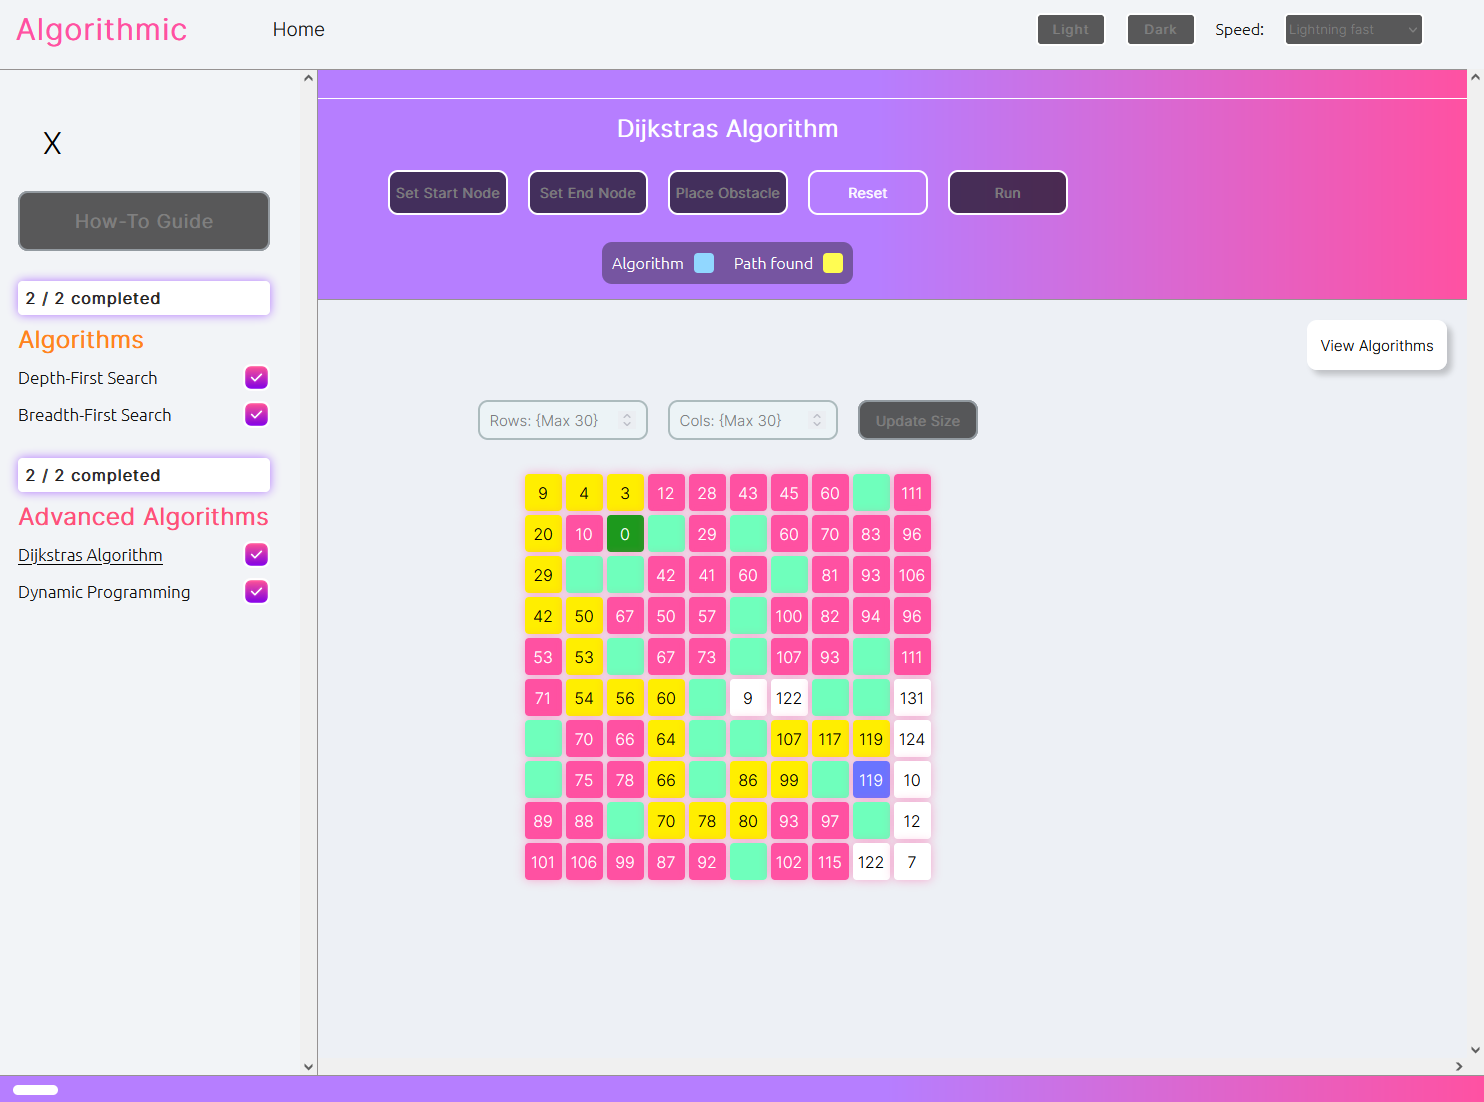 Algorithmic
Home
Light
Dark
Speed:
Lightning fast
X
How-To Guide
2 / 2 completed
Algorithms
Depth-First Search
Breadth-First Search
2 / 2 completed
Advanced Algorithms
Dijkstras Algorithm
Dynamic Programming
Dijkstras Algorithm
Set Start Node
Set End Node
Place Obstacle
Reset
Run
Algorithm
Path found
View Algorithms
Rows: {Max 30}
Cols: {Max 30}
Update Size
9 4 3 12 28 43 45 60 111
20 10 0 29 60 70 83 96
29 42 41 60 81 93 106
42 50 67 50 57 100 82 94 96
53 53 67 73 107 93 111
71 54 56 60 9 122 131
70 66 64 107 117 119 124
75 78 66 86 99 119 10
89 88 70 78 80 93 97 12
101 106 99 87 92 102 115 122 7